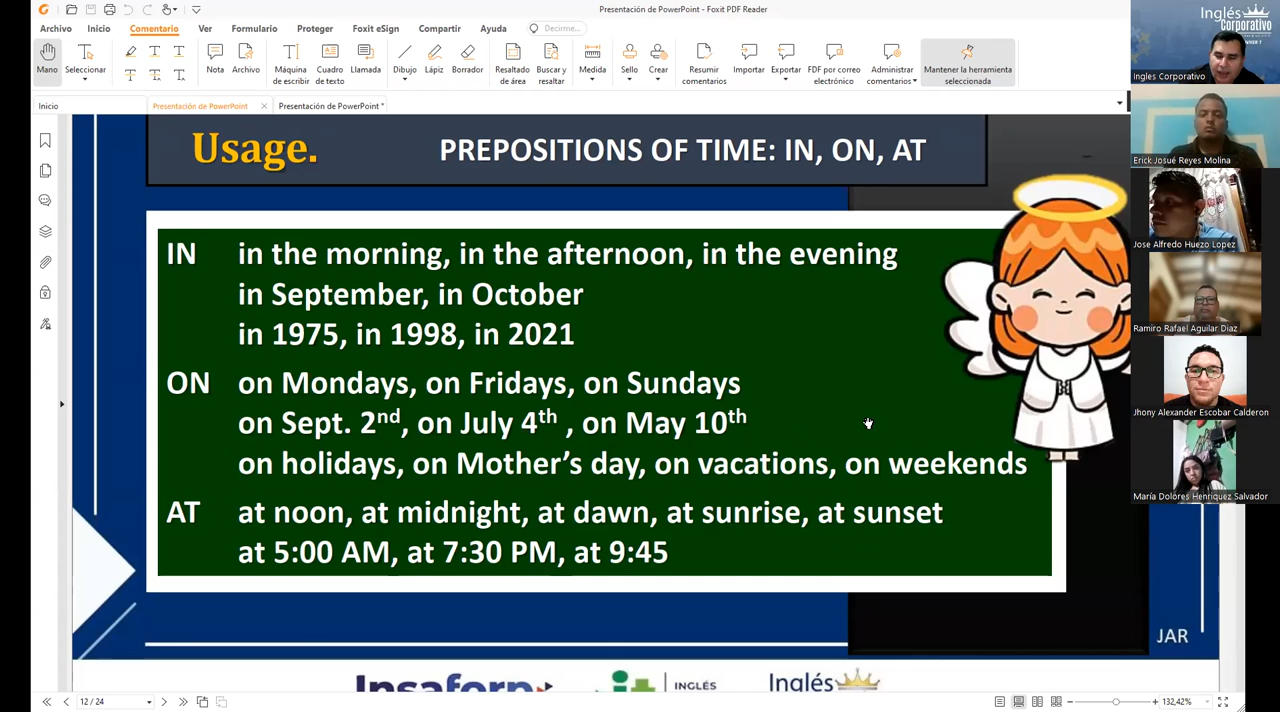 Presentación de PowerPoint - Foxit PDF Reader
Archivo Inicio Comentario Ver Formulario Proteger Foxit eSign Compartir Ayuda Decirme...
Mano
Seleccionar
Nota
Archivo
Máquina de escribir
Cuadro de texto
Llamada
Dibujo
Lápiz
Borrador
Resaltado de área
Buscar y resaltar
Medida
Sello
Crear
Resumir comentarios
Importar
Exportar
FDF por correo electrónico
Administrar comentarios
Mantener la herramienta seleccionada
Inicio
Presentación de PowerPoint
Presentación de PowerPoint *
Usage.
PREPOSITIONS OF TIME: IN, ON, AT
IN in the morning, in the afternoon, in the evening
in September, in October
in 1975, in 1998, in 2021
ON on Mondays, on Fridays, on Sundays
on Sept. 2nd, on July 4th , on May 10th
on holidays, on Mother's day, on vacations, on weekends
AT at noon, at midnight, at dawn, at sunrise, at sunset
at 5:00 AM, at 7:30 PM, at 9:45
JAR
Insaforp
INGLÉS
Inglés
12 / 24
132,42%
Inglés
Corporativo
Ingles Corporativo
Erick Josué Reyes Molina
Jose Alfredo Huezo Lopez
Ramiro Rafael Aguilar Diaz
Jhony Alexander Escobar Calderon
María Dolores Henriquez Salvador